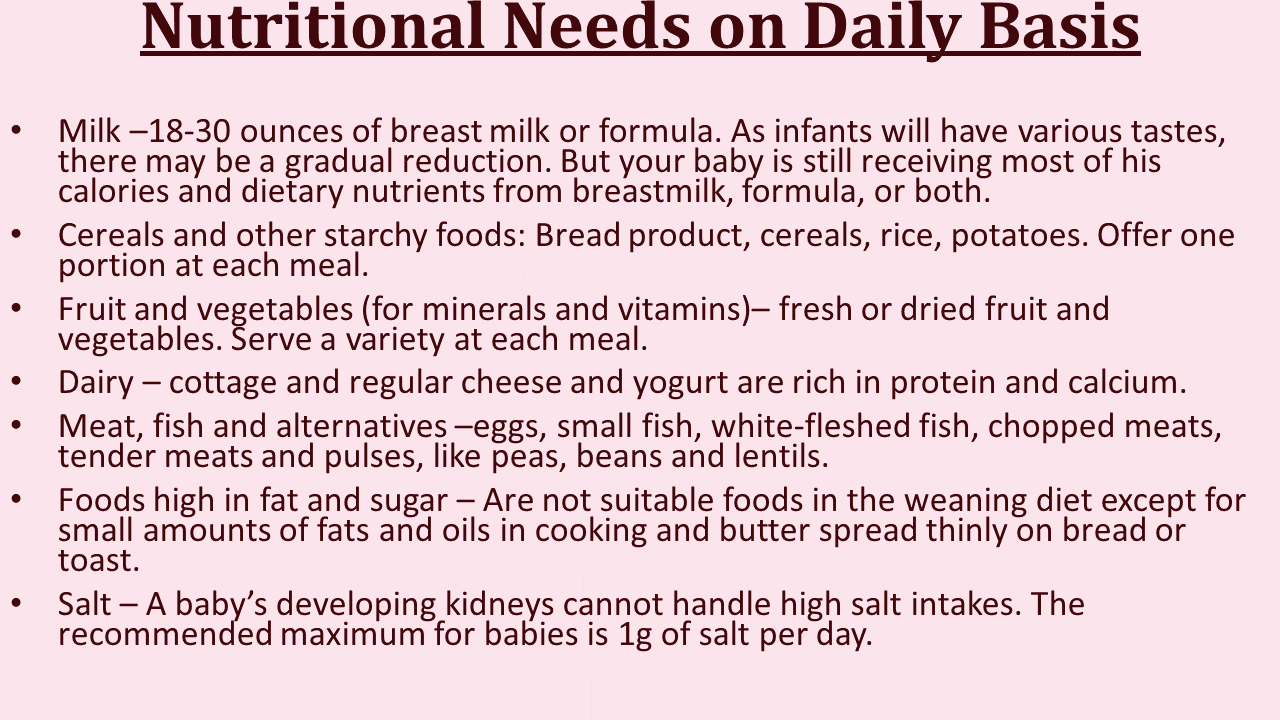 Nutritional Needs on Daily Basis
• Milk –18-30 ounces of breast milk or formula. As infants will have various tastes,
there may be a gradual reduction. But your baby is still receiving most of his
calories and dietary nutrients from breastmilk, formula, or both.
• Cereals and other starchy foods: Bread product, cereals, rice, potatoes. Offer one
portion at each meal.
• Fruit and vegetables (for minerals and vitamins)– fresh or dried fruit and
vegetables. Serve a variety at each meal.
• Dairy – cottage and regular cheese and yogurt are rich in protein and calcium.
• Meat, fish and alternatives –eggs, small fish, white-fleshed fish, chopped meats,
tender meats and pulses, like peas, beans and lentils.
• Foods high in fat and sugar – Are not suitable foods in the weaning diet except for
small amounts of fats and oils in cooking and butter spread thinly on bread or
toast.
• Salt – A baby’s developing kidneys cannot handle high salt intakes. The
recommended maximum for babies is 1g of salt per day.